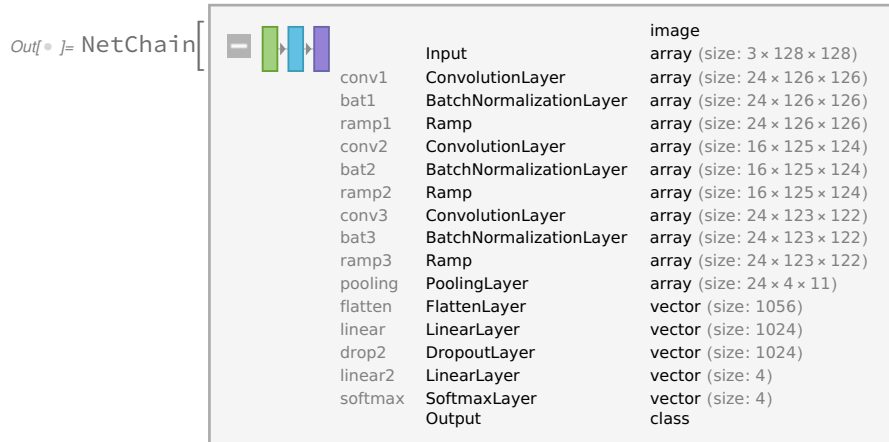 image
Out[ ]= NetChain[
Input array (size: 3 × 128 × 128)
conv1 ConvolutionLayer array (size: 24 × 126 × 126)
bat1 BatchNormalizationLayer array (size: 24 × 126 × 126)
ramp1 Ramp array (size: 24 × 126 × 126)
conv2 ConvolutionLayer array (size: 16 × 125 × 124)
bat2 BatchNormalizationLayer array (size: 16 × 125 × 124)
ramp2 Ramp array (size: 16 × 125 × 124)
conv3 ConvolutionLayer array (size: 24 × 123 × 122)
bat3 BatchNormalizationLayer array (size: 24 × 123 × 122)
ramp3 Ramp array (size: 24 × 123 × 122)
pooling PoolingLayer array (size: 24 × 4 × 11)
flatten FlattenLayer vector (size: 1056)
linear LinearLayer vector (size: 1024)
drop2 DropoutLayer vector (size: 1024)
linear2 LinearLayer vector (size: 4)
softmax SoftmaxLayer vector (size: 4)
Output class